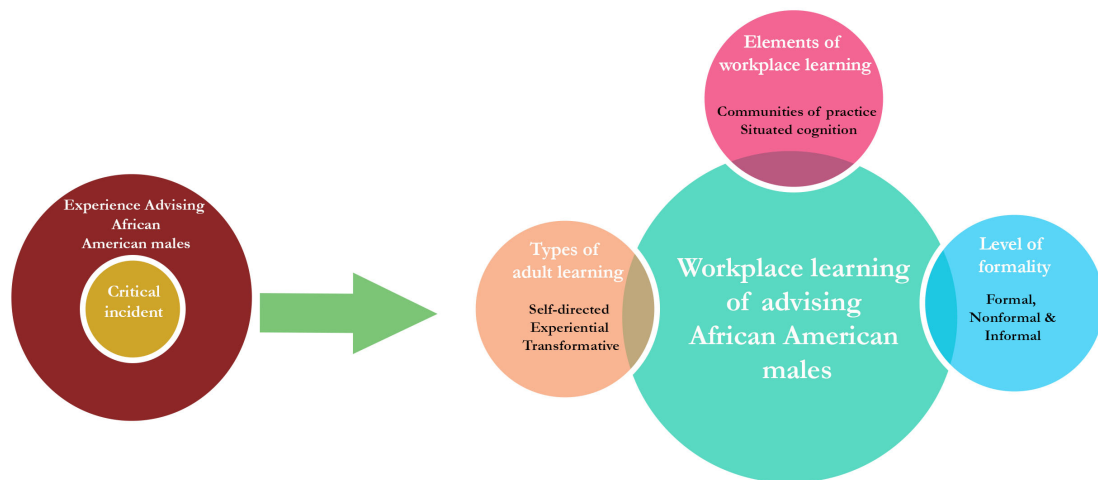 Experience Advising
African
American males
Critical
incident
Elements of
workplace learning
Communities of practice
Situated cognition
Types of
adult learning
Self-directed
Experiential
Transformative
Workplace learning
of advising
African American
males
Level of
formality
Formal,
Nonformal &
Informal